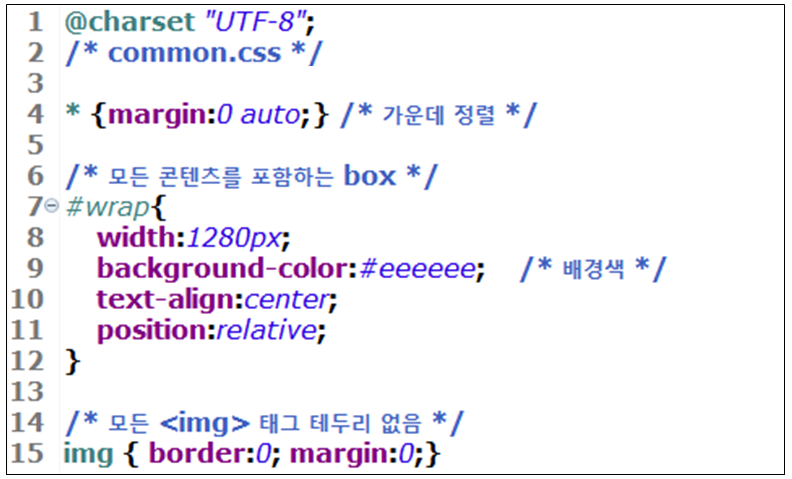 1 @charset "UTF-8";
2 /* common.css */
3
4 * {margin:0 auto;} /* 가운데 정렬 */
5
6 /* 모든 콘텐츠를 포함하는 box */
7 #wrap{
8 width:1280px;
9 background-color:#eeeeee; /* 배경색 */
10 text-align:center;
11 position:relative;
12 }
13
14 /* 모든 <img> 태그 테두리 없음 */
15 img { border:0; margin:0;}